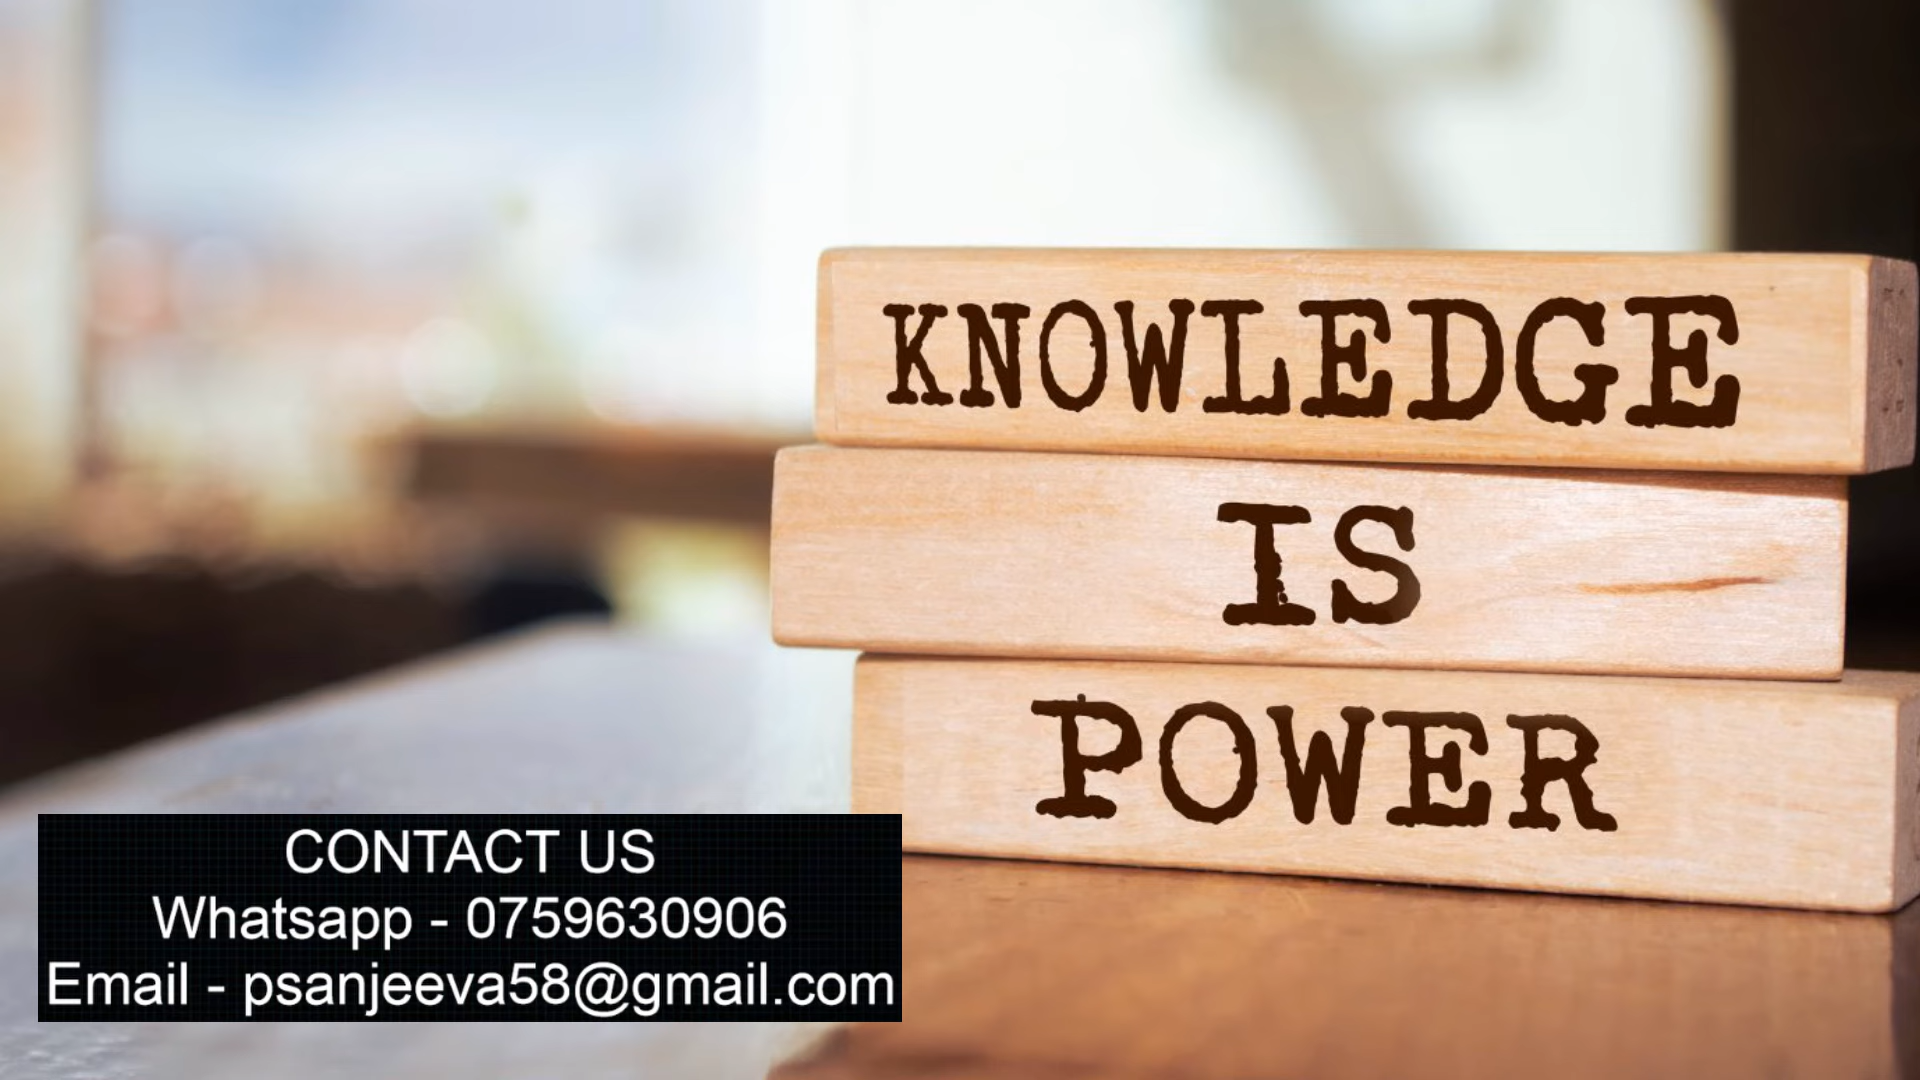 KNOWLEDGE
IS
POWER
CONTACT US
Whatsapp - 0759630906
Email - psanjeeva58@gmail.com